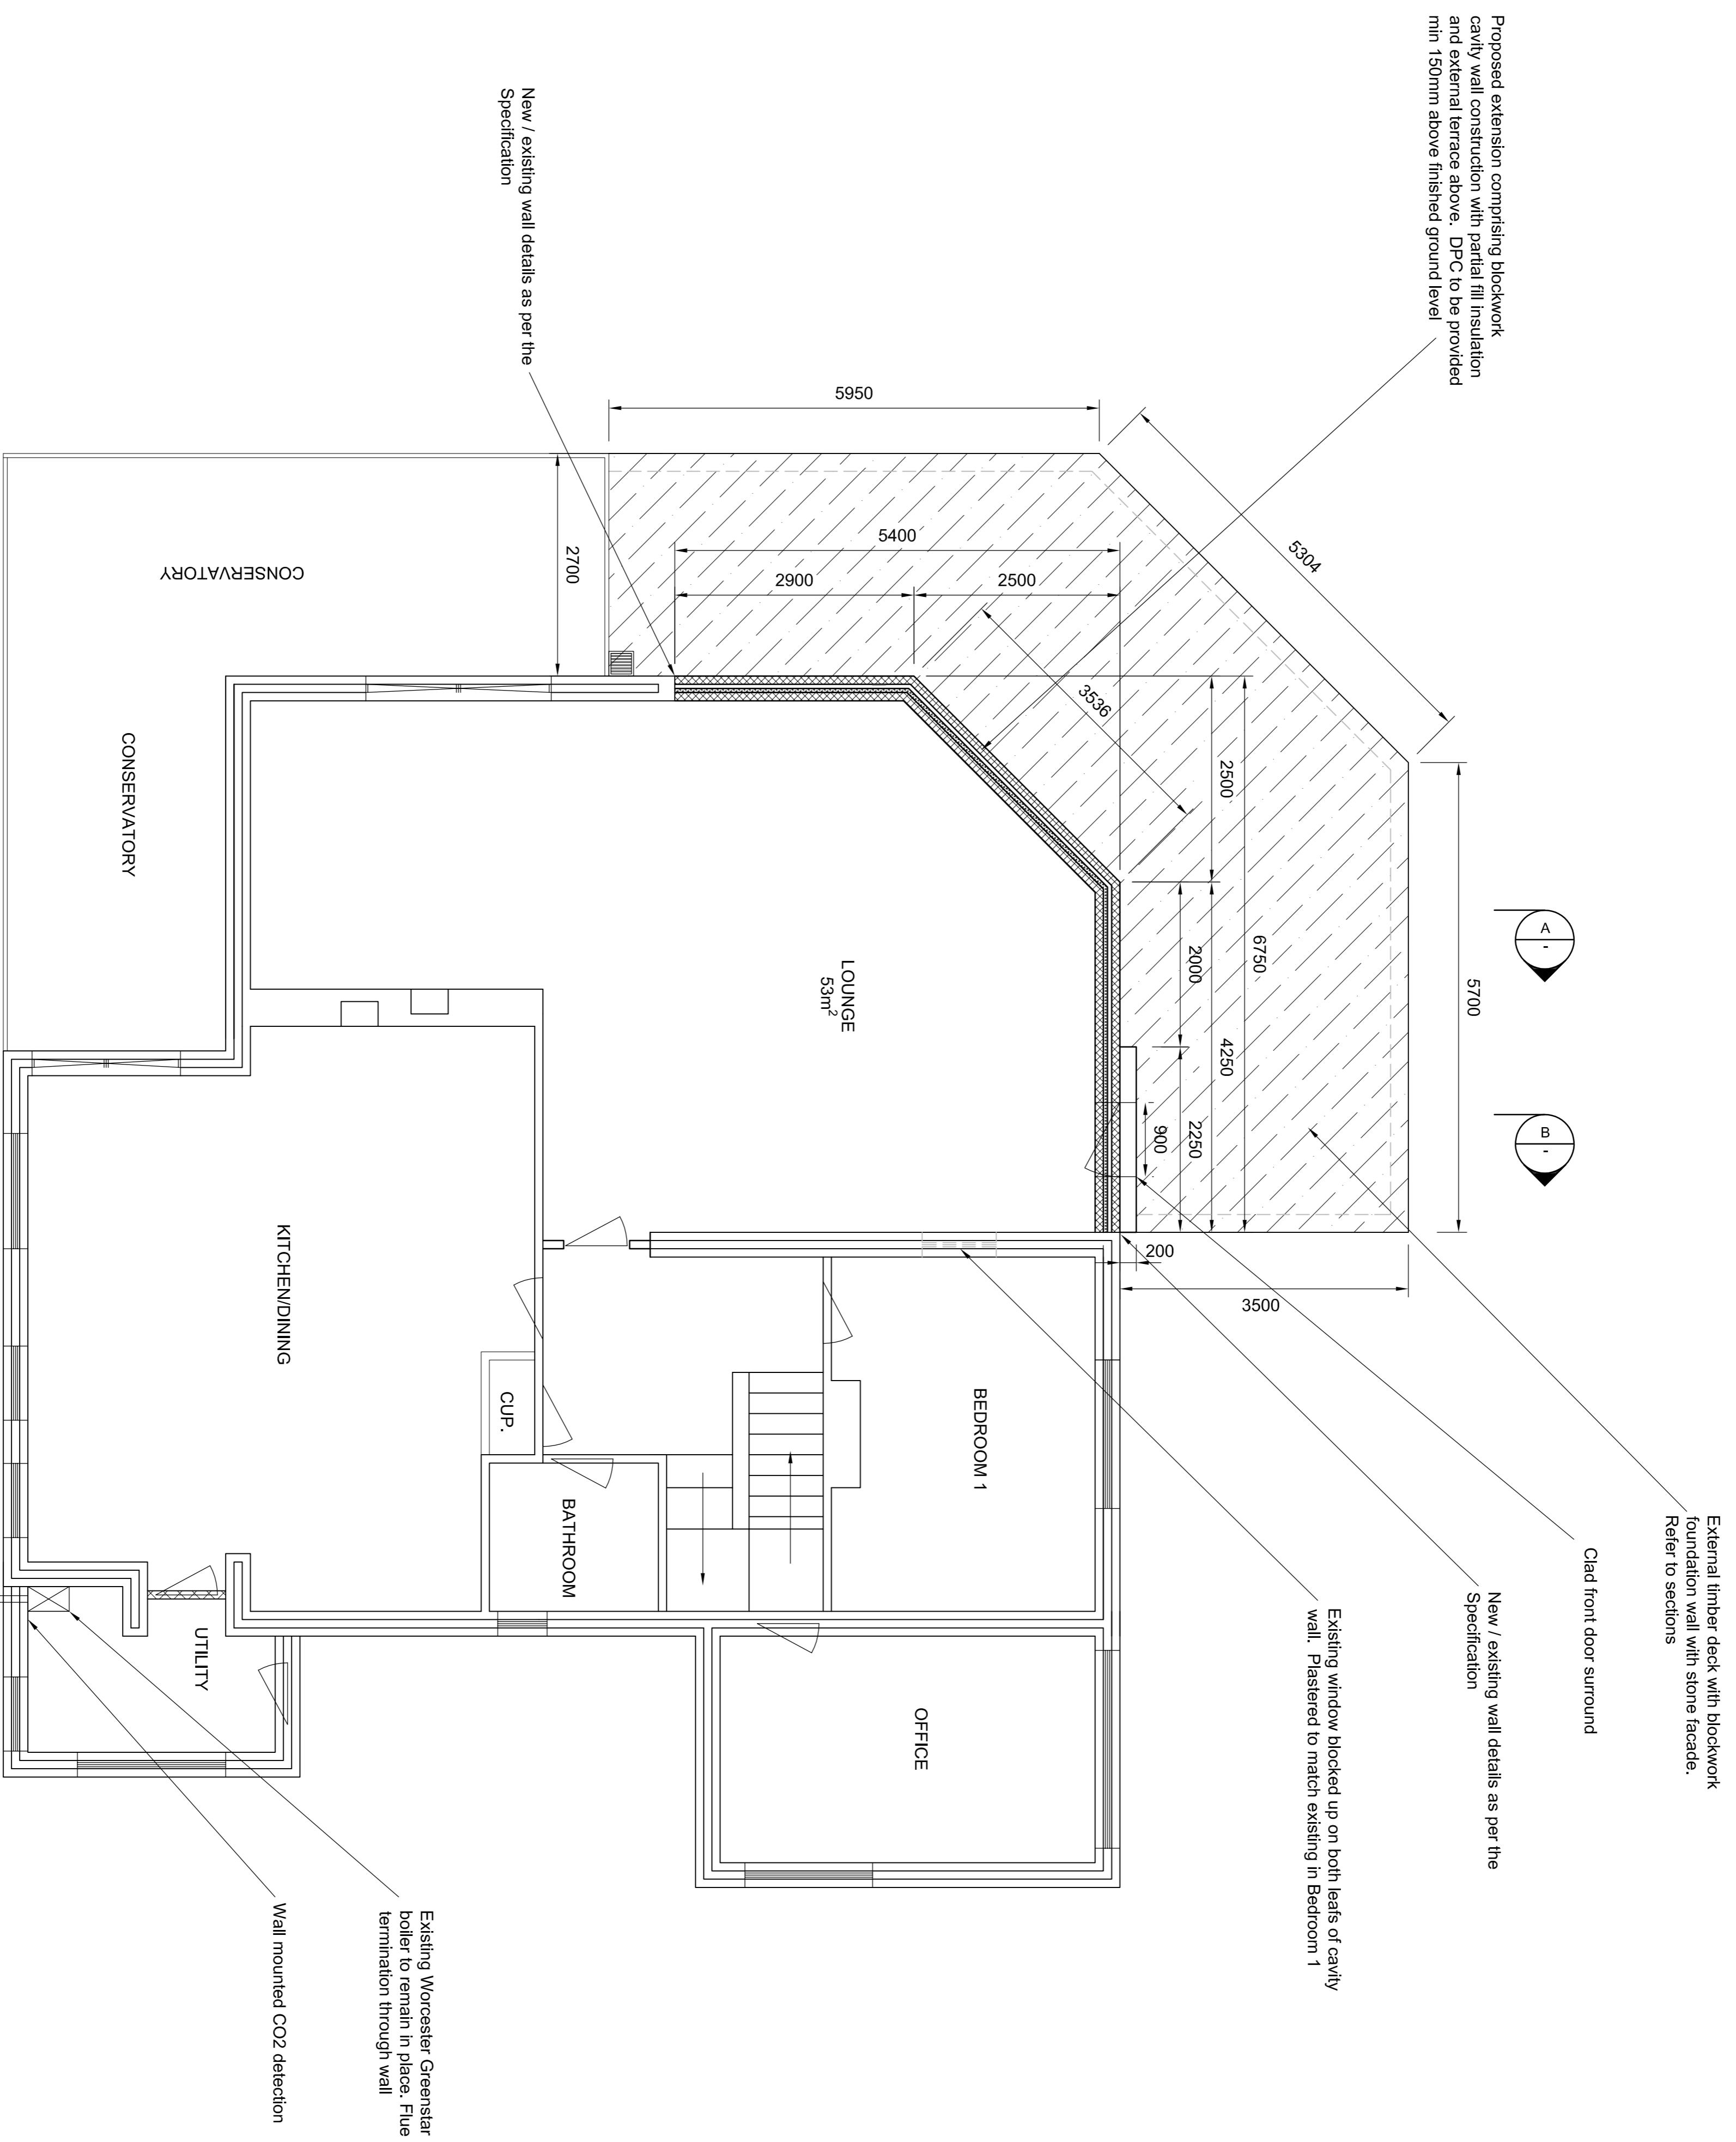 Proposed extension comprising blockwork
cavity wall construction with partial fill insulation
and external terrace above.  DPC to be provided
min 150mm above finished ground level
New / existing wall details as per the
Specification
External timber deck with blockwork
foundation wall with stone facade.
Refer to sections
Clad front door surround
New / existing wall details as per the
Specification
Existing window blocked up on both leafs of cavity
wall.  Plastered to match existing in Bedroom 1
Existing Worcester Greenstar
boiler to remain in place. Flue
termination through wall
Wall mounted CO2 detection
A
-
B
-
5950
5304
5700
5400
2900
2500
3536
2500
6750
2000
4250
2250
900
200
3500
2700
LOUNGE
53m²
CONSERVATORY
CONSERVATORY
KITCHEN/DINING
CUP.
BATHROOM
BEDROOM 1
OFFICE
UTILITY